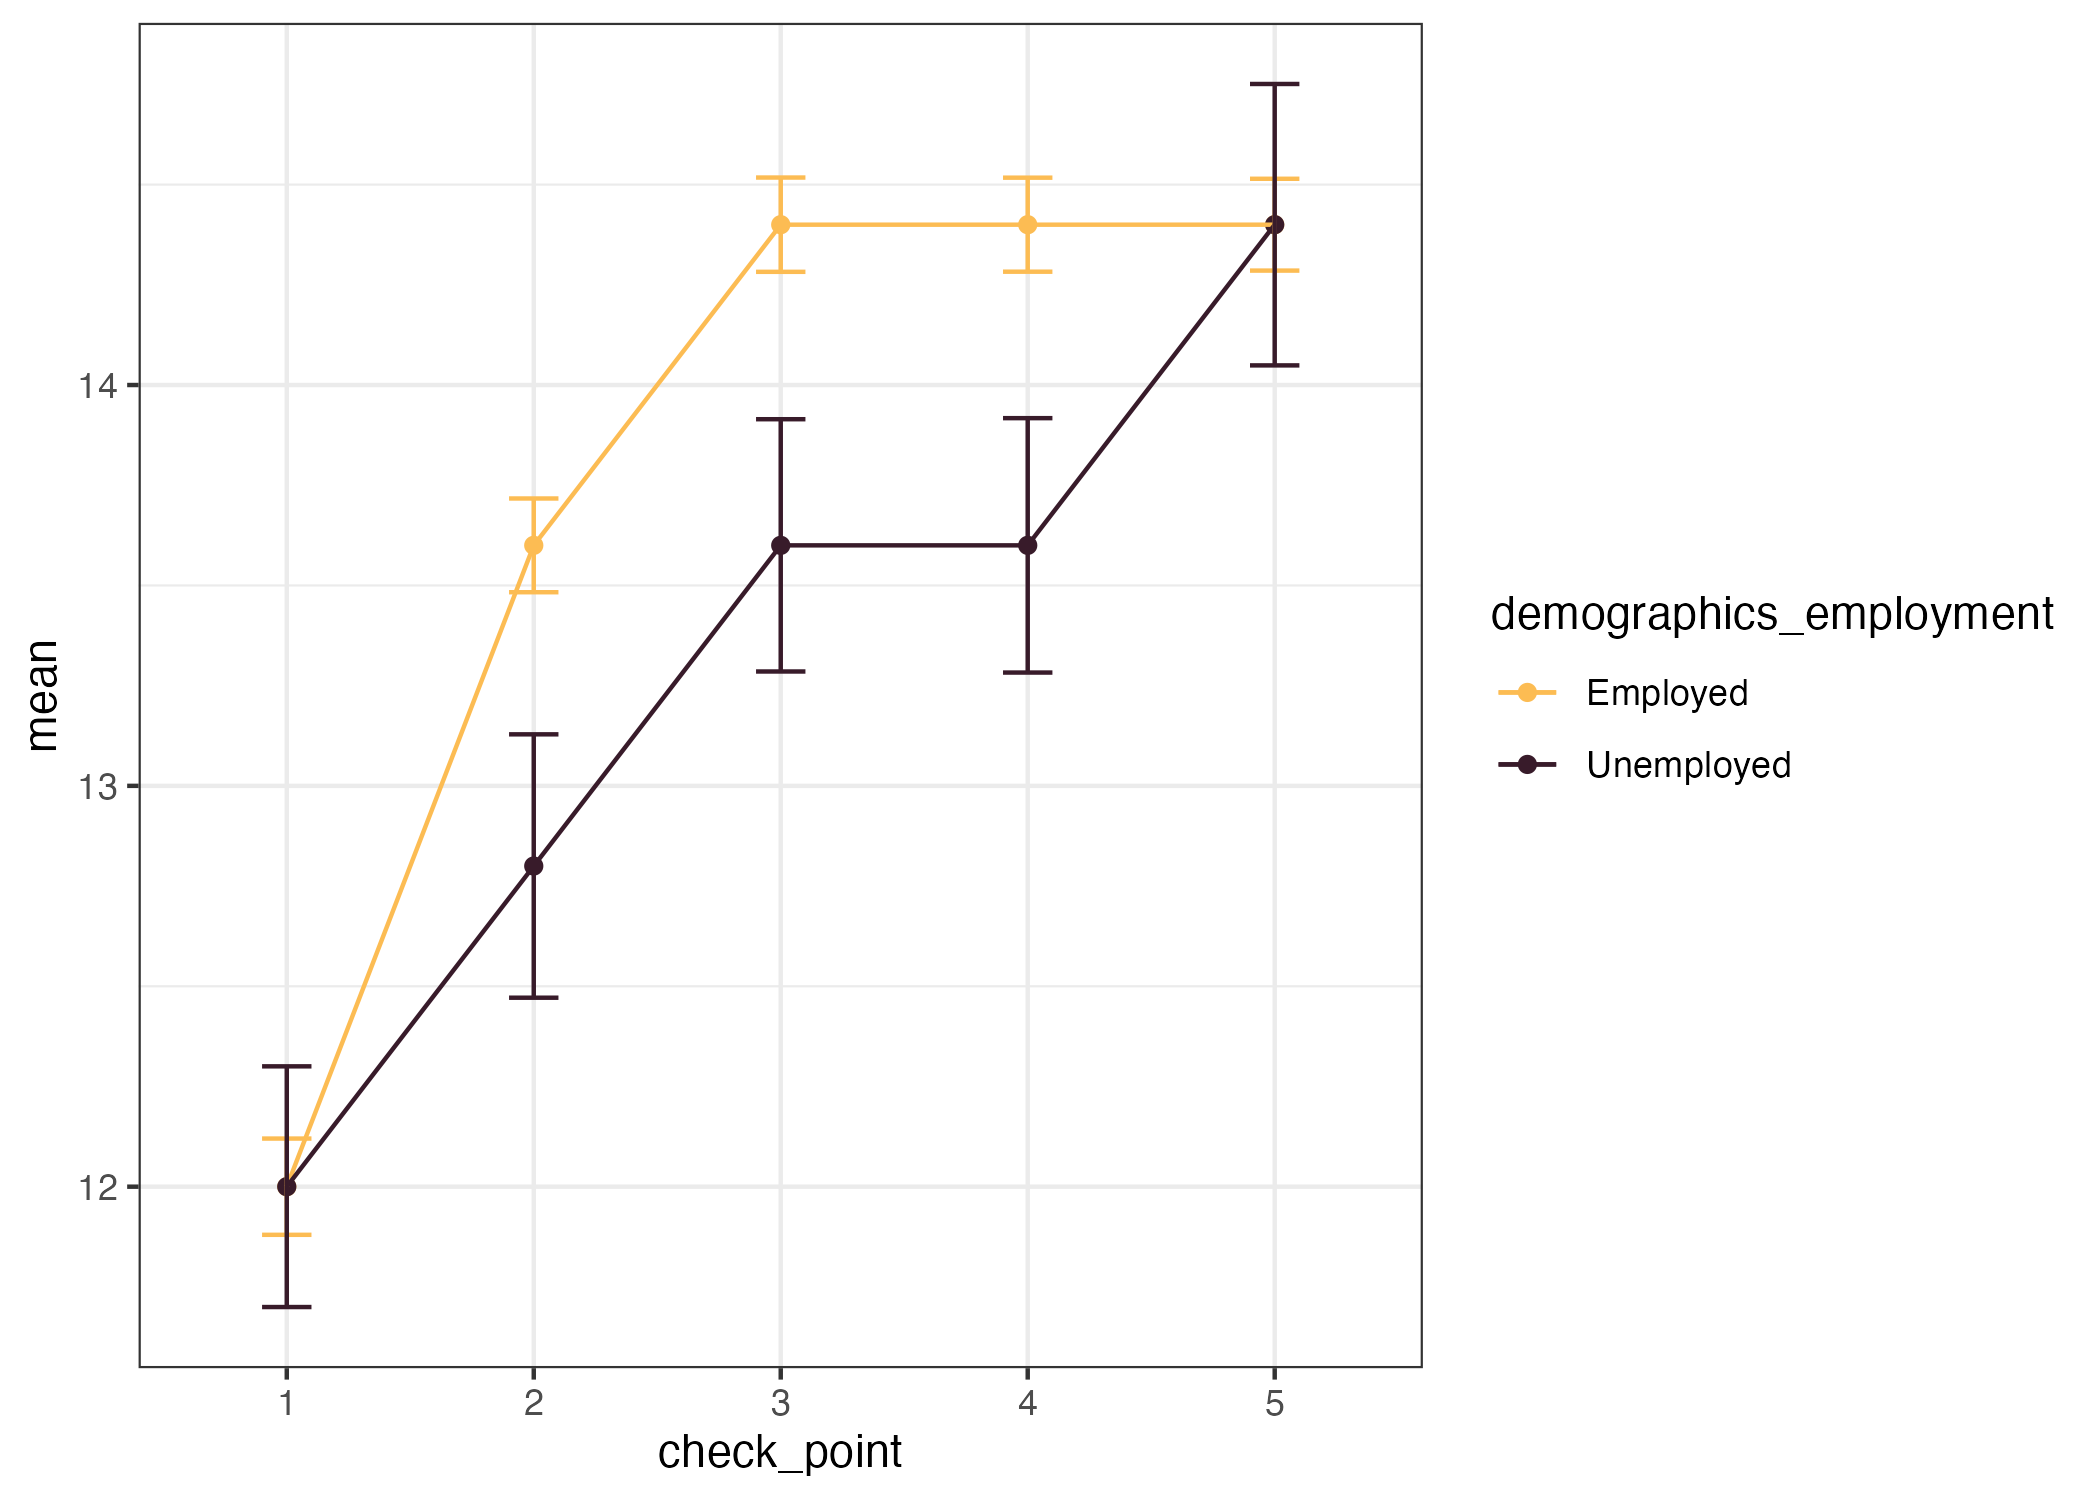 mean
14
13
12
1 2 3 4 5
check_point
demographics_employment
Employed
Unemployed